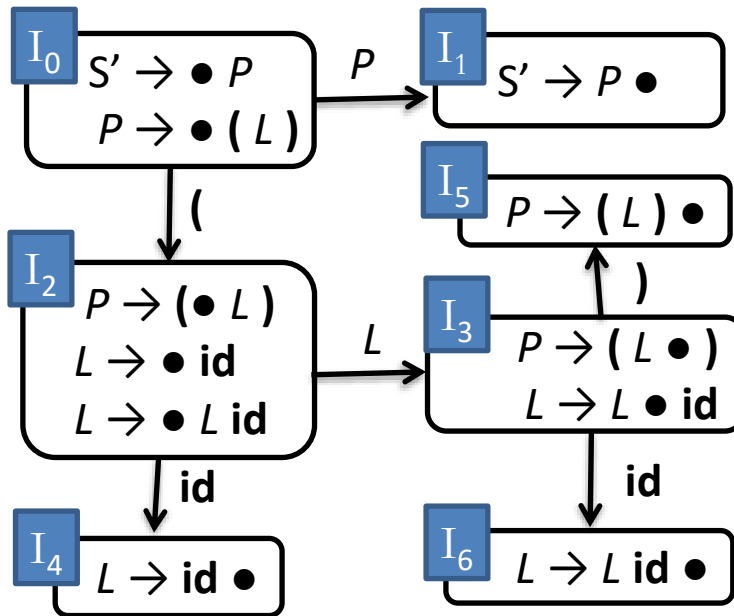 I₀
S’ → ● P
P → ● ( L )
P
I₁
S’ → P ●
(
I₅
P → ( L ) ●
)
I₂
P → (● L )
L → ● id
L → ● L id
L
I₃
P → ( L ● )
L → L ● id
id
id
I₄
L → id ●
I₆
L → L id ●